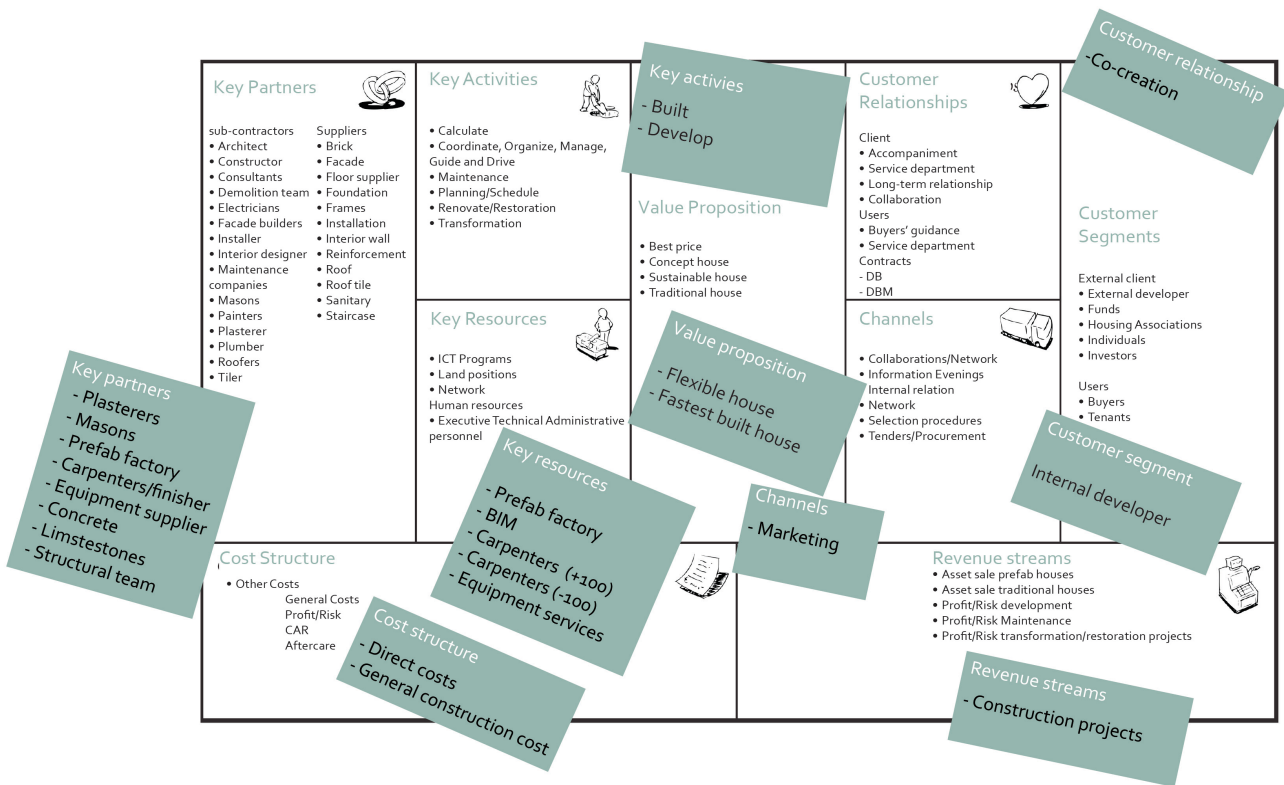 Key Partners
sub-contractors
• Architect
• Constructor
• Consultants
• Demolition team
• Electricians
• Facade builders
• Installer
• Interior designer
• Maintenance
companies
• Masons
• Painters
• Plasterer
• Plumber
• Roofers
• Tiler
Suppliers
• Brick
• Facade
• Floor supplier
• Foundation
• Frames
• Installation
• Interior wall
• Reinforcement
• Roof
• Roof tile
• Sanitary
• Staircase
Key partners
- Plasterers
- Masons
- Prefab factory
- Carpenters/finisher
- Equipment supplier
- Concrete
- Limstestones
- Structural team
Key Activities
• Calculate
• Coordinate, Organize, Manage,
Guide and Drive
• Maintenance
• Planning/Schedule
• Renovate/Restoration
• Transformation
Key activies
- Built
- Develop
Key Resources
• ICT Programs
• Land positions
• Network
Human resources
• Executive Technical Administrative
personnel
Key resources
- Prefab factory
- BIM
- Carpenters (+100)
- Carpenters (-100)
- Equipment services
Value Proposition
• Best price
• Concept house
• Sustainable house
• Traditional house
Value proposition
- Flexible house
- Fastest built house
Customer
Relationships
Client
• Accompaniment
• Service department
• Long-term relationship
• Collaboration
Users
• Buyers' guidance
• Service department
Contracts
- DB
- DBM
Customer relationship
-Co-creation
Channels
• Collaborations/Network
• Information Evenings
Internal relation
• Network
• Selection procedures
• Tenders/Procurement
Channels
- Marketing
Customer
Segments
External client
• External developer
• Funds
• Housing Associations
• Individuals
• Investors
Users
• Buyers
• Tenants
Customer segment
Internal developer
Cost Structure
• Other Costs
General Costs
Profit/Risk
CAR
Aftercare
Cost structure
- Direct costs
- General construction cost
Revenue streams
• Asset sale prefab houses
• Asset sale traditional houses
• Profit/Risk development
• Profit/Risk Maintenance
• Profit/Risk transformation/restoration projects
Revenue streams
- Construction projects